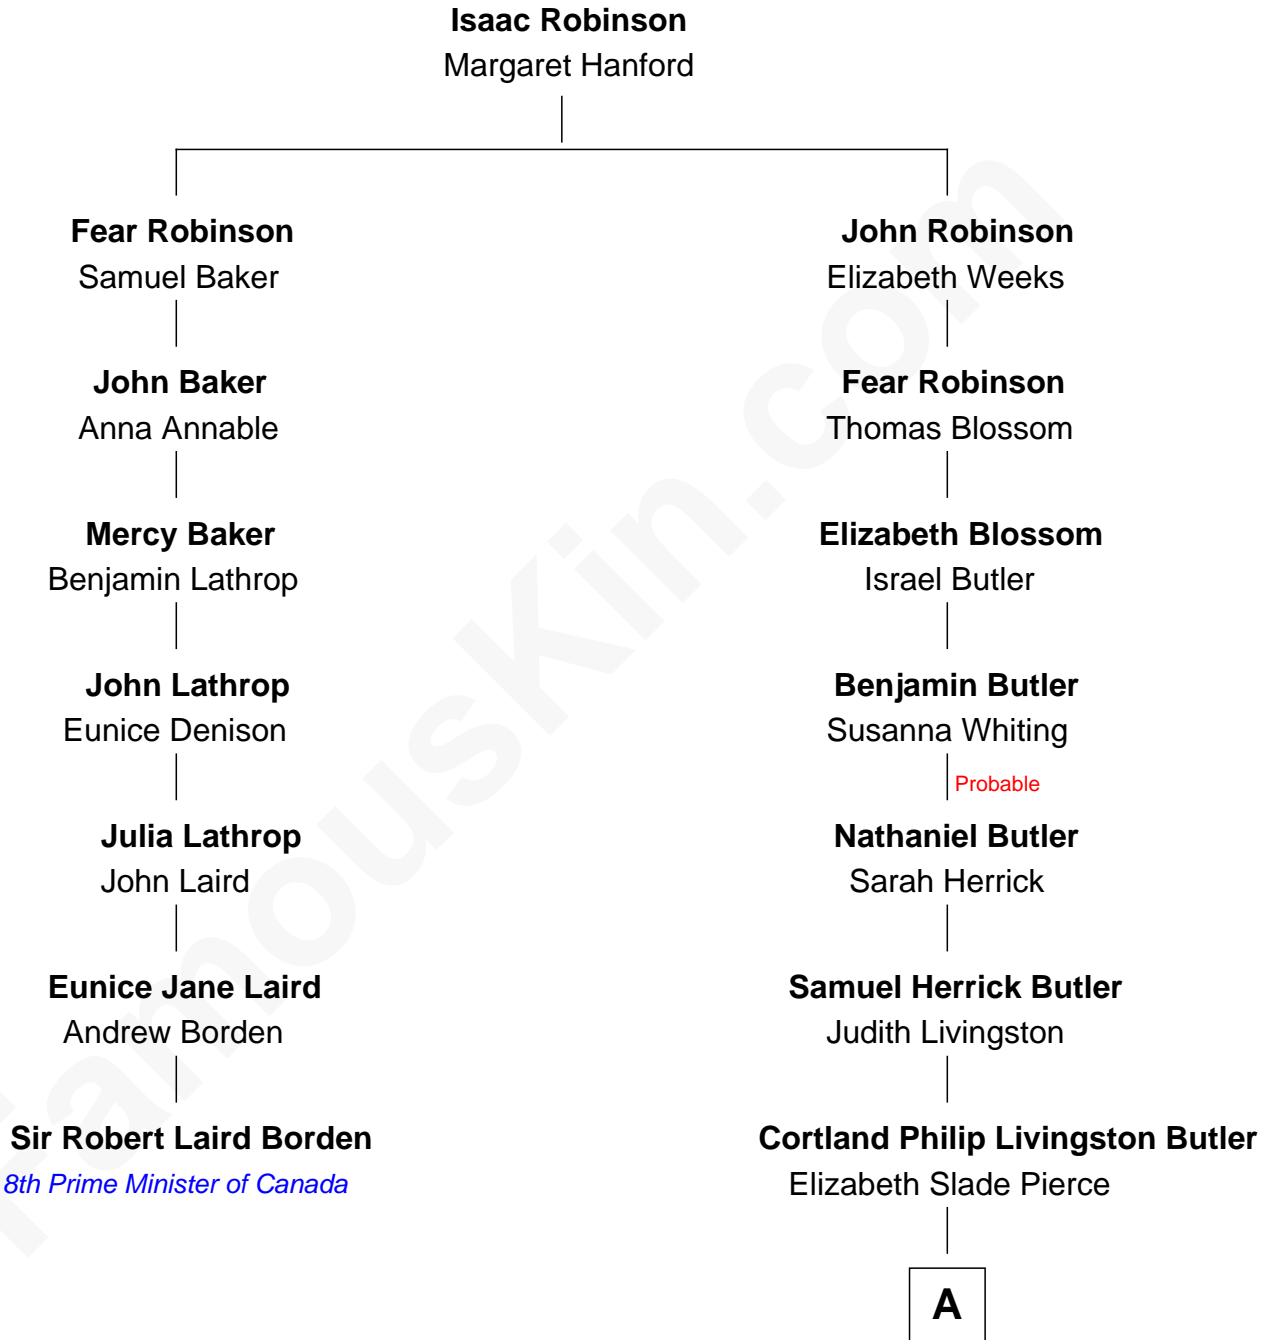 Isaac Robinson
Margaret Hanford
Fear Robinson
Samuel Baker
John Baker
Anna Annable
Mercy Baker
Benjamin Lathrop
John Lathrop
Eunice Denison
Julia Lathrop
John Laird
Eunice Jane Laird
Andrew Borden
Sir Robert Laird Borden
8th Prime Minister of Canada
John Robinson
Elizabeth Weeks
Fear Robinson
Thomas Blossom
Elizabeth Blossom
Israel Butler
Benjamin Butler
Susanna Whiting
Probable
Nathaniel Butler
Sarah Herrick
Samuel Herrick Butler
Judith Livingston
Cortland Philip Livingston Butler
Elizabeth Slade Pierce
A
FamousKin.com